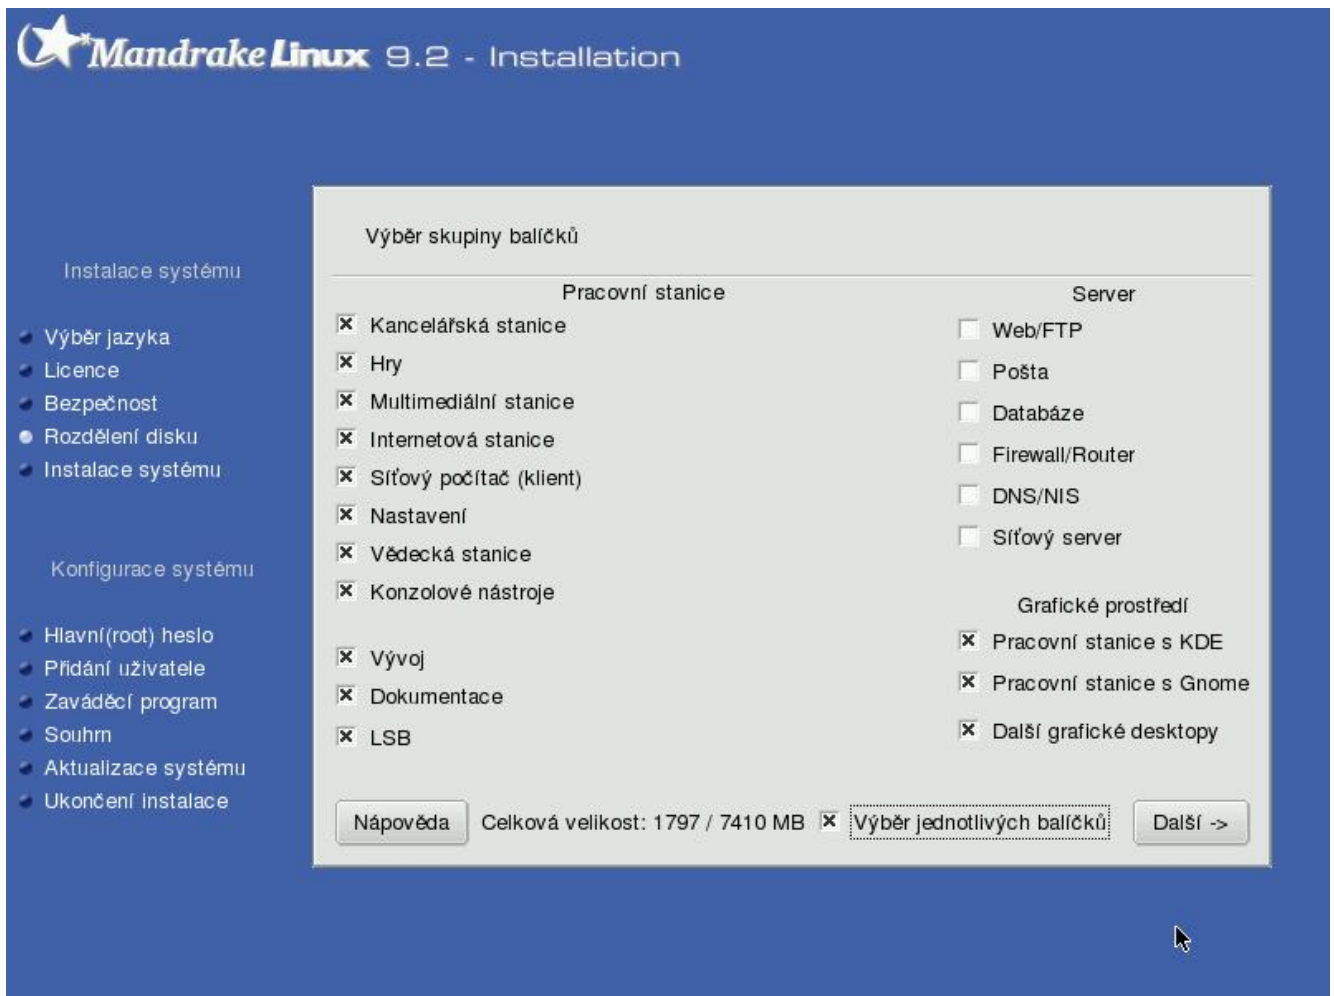 Mandrake Linux 9.2 - Installation
Instalace systému
Výběr jazyka
Licence
Bezpečnost
Rozdělení disku
Instalace systému
Konfigurace systému
Hlavní(root) heslo
Přidání uživatele
Zaváděcí program
Souhrn
Aktualizace systému
Ukončení instalace
Výběr skupiny balíčků
Pracovní stanice
Kancelářská stanice
Hry
Multimediální stanice
Internetová stanice
Síťový počítač (klient)
Nastavení
Vědecká stanice
Konzolové nástroje
Vývoj
Dokumentace
LSB
Server
Web/FTP
Pošta
Databáze
Firewall/Router
DNS/NIS
Síťový server
Grafické prostředí
Pracovní stanice s KDE
Pracovní stanice s Gnome
Další grafické desktopy
Nápověda
Celková velikost: 1797 / 7410 MB
Výběr jednotlivých balíčků
Další ->